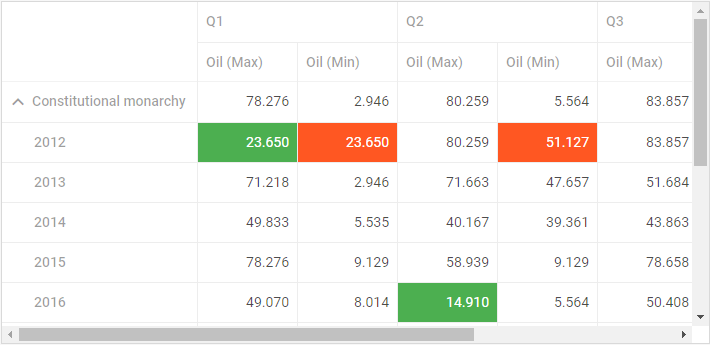 Q1 Q2 Q3
Oil (Max) Oil (Min) Oil (Max) Oil (Min) Oil (Max)
Constitutional monarchy 78.276 2.946 80.259 5.564 83.857
2012 23.650 23.650 80.259 51.127 83.857
2013 71.218 2.946 71.663 47.657 51.684
2014 49.833 5.535 40.167 39.361 43.863
2015 78.276 9.129 58.939 9.129 78.658
2016 49.070 8.014 14.910 5.564 50.408